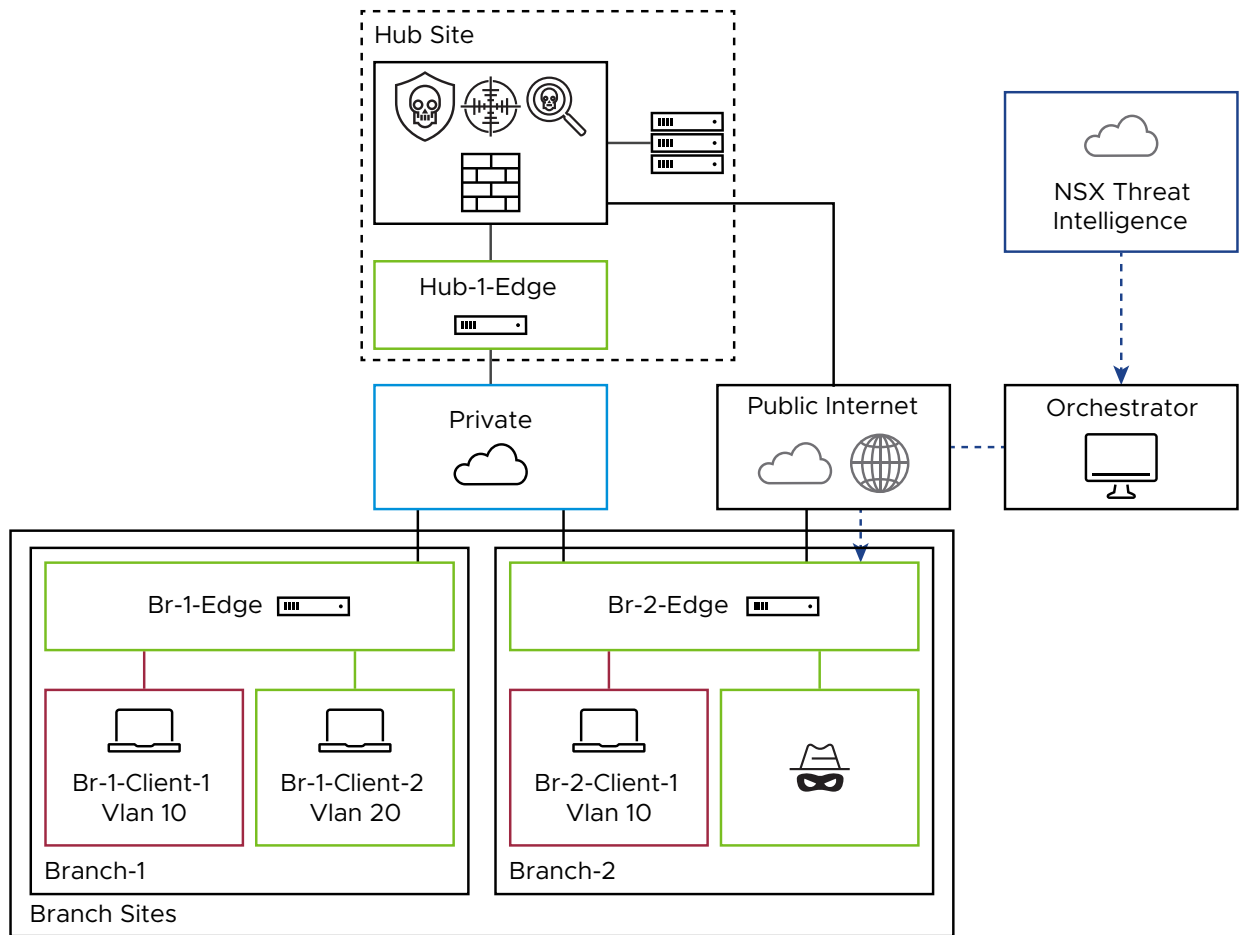 Hub Site
NSX Threat
Intelligence
Hub-1-Edge
Private
Public Internet
Orchestrator
Br-1-Edge
Br-2-Edge
Br-1-Client-1
Vlan 10
Br-1-Client-2
Vlan 20
Br-2-Client-1
Vlan 10
Branch-1
Branch-2
Branch Sites